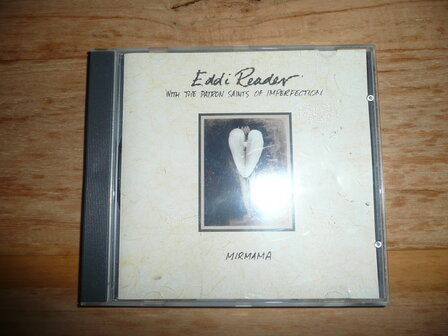 Eddi Reader
WITH THE PATRON SAINTS OF IMPERFECTION
MIRMAMA